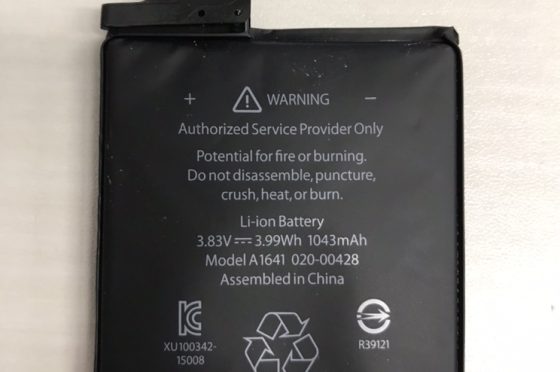 + ⚠ WARNING −
Authorized Service Provider Only
Potential for fire or burning.
Do not disassemble, puncture,
crush, heat, or burn.
Li-ion Battery
3.83V ⎓ 3.99Wh 1043mAh
Model A1641 020-00428
Assembled in China
KC
XU100342-
15008
R39121